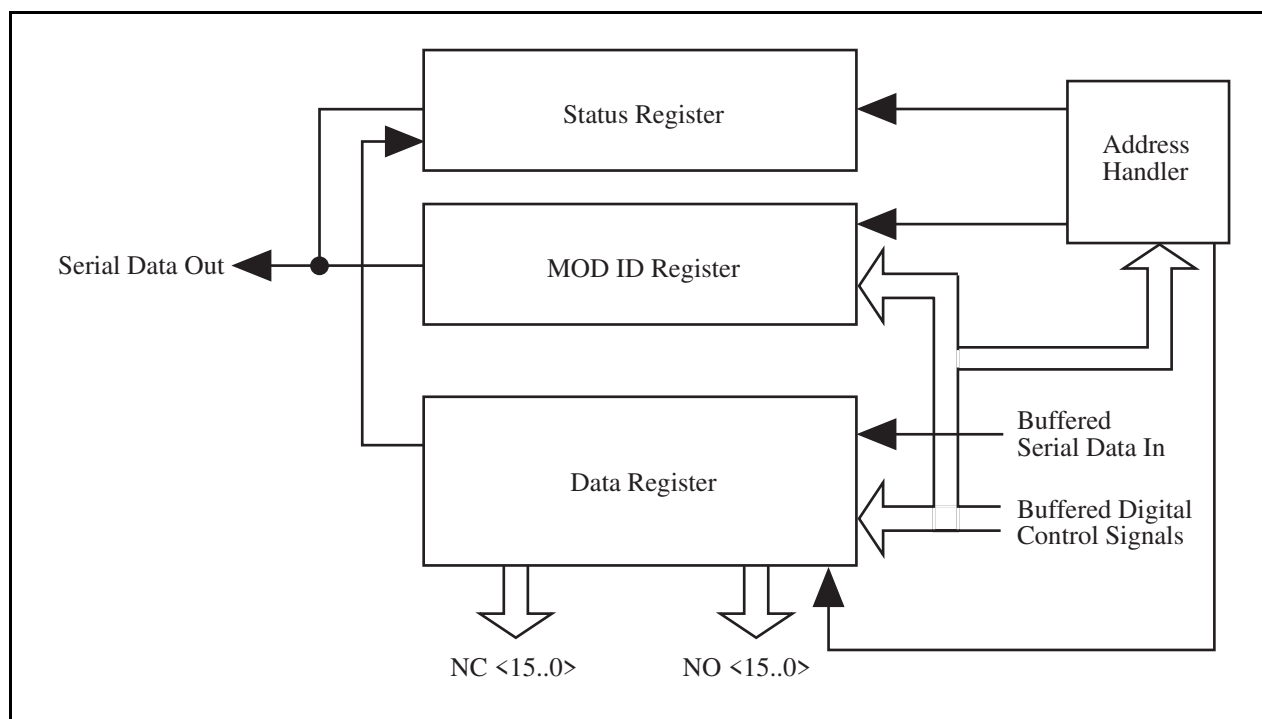 Status Register
Address
Handler
Serial Data Out
MOD ID Register
Buffered
Serial Data In
Data Register
Buffered Digital
Control Signals
NC <15..0>
NO <15..0>